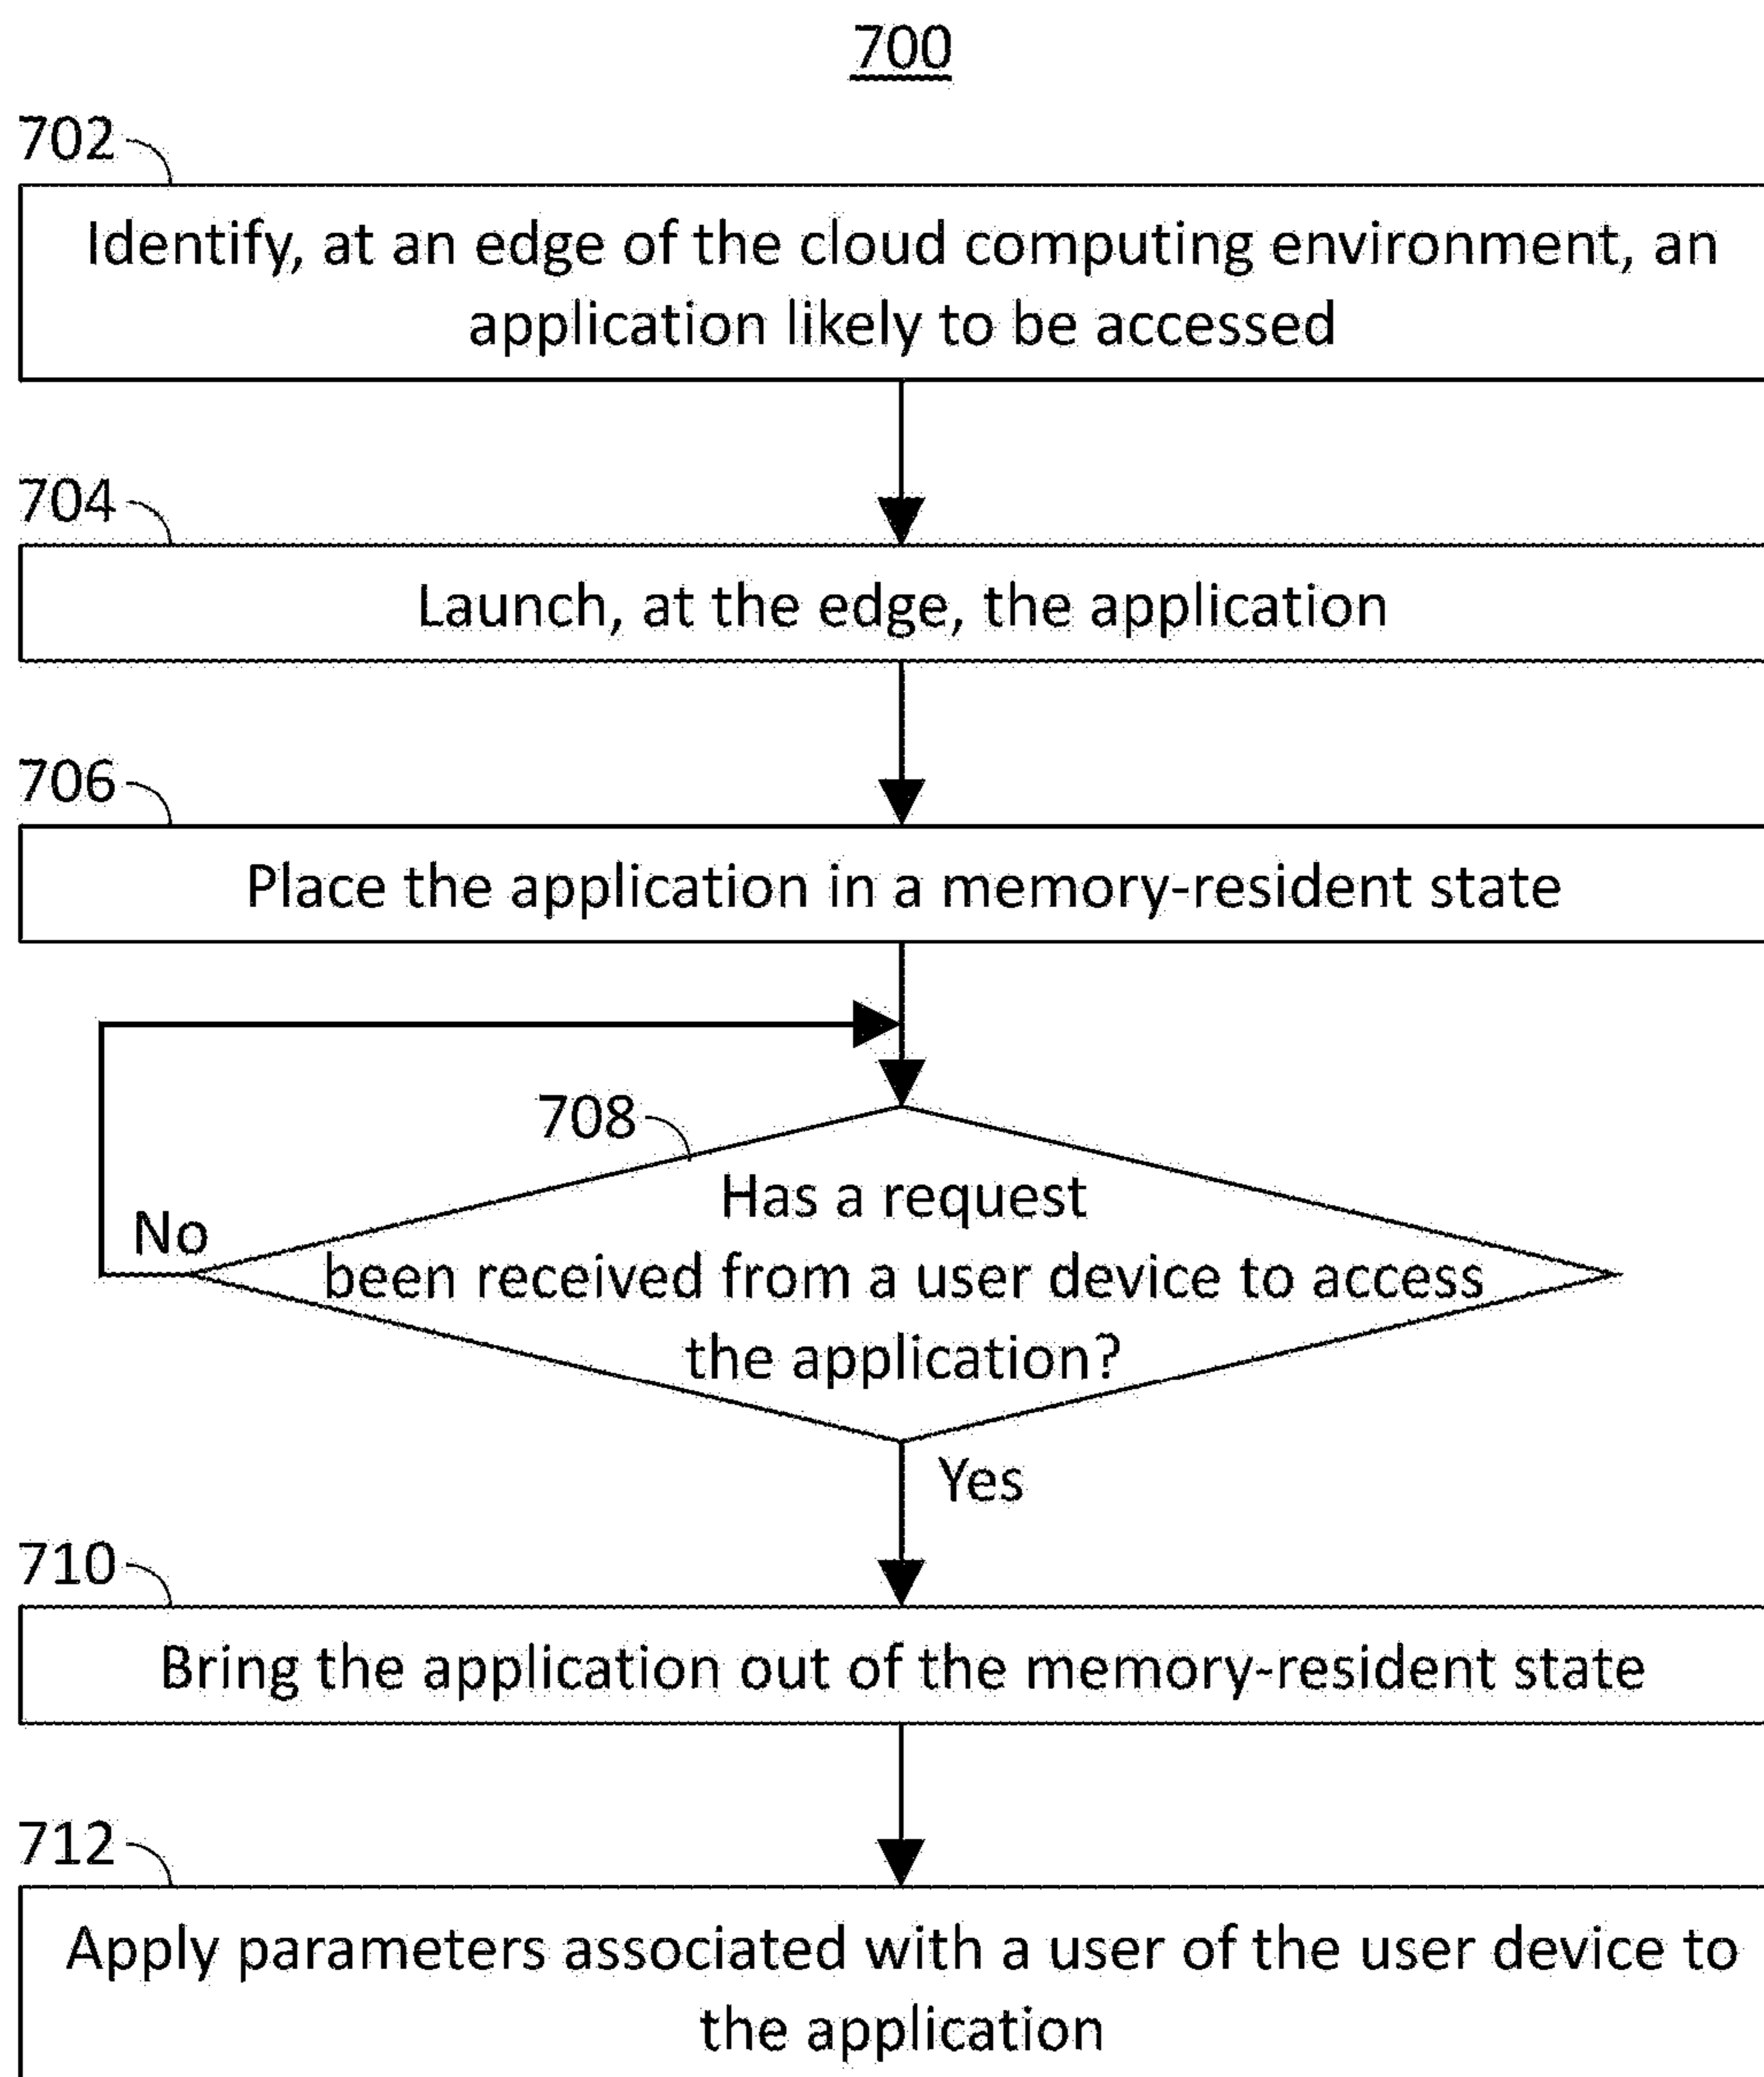 700
702
Identify, at an edge of the cloud computing environment, an
application likely to be accessed
704
Launch, at the edge, the application
706
Place the application in a memory-resident state
708
Has a request
No
been received from a user device to access
the application?
Yes
710
Bring the application out of the memory-resident state
712
Apply parameters associated with a user of the user device to
the application